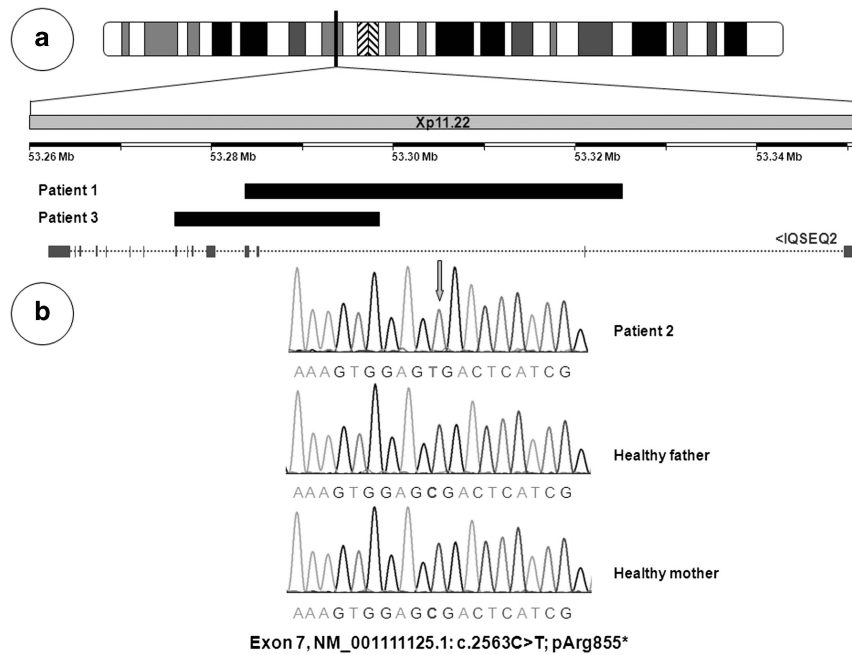 a
Xp11.22
53.26 Mb 53.28 Mb 53.30 Mb 53.32 Mb 53.34 Mb
Patient 1
Patient 3
<IQSEQ2
b
Patient 2
AAAGTGGAGTGACTCATCG
Healthy father
AAAGTGGAGCGACTCATCG
Healthy mother
AAAGTGGAGCGACTCATCG
Exon 7, NM_001111125.1: c.2563C>T; pArg855*